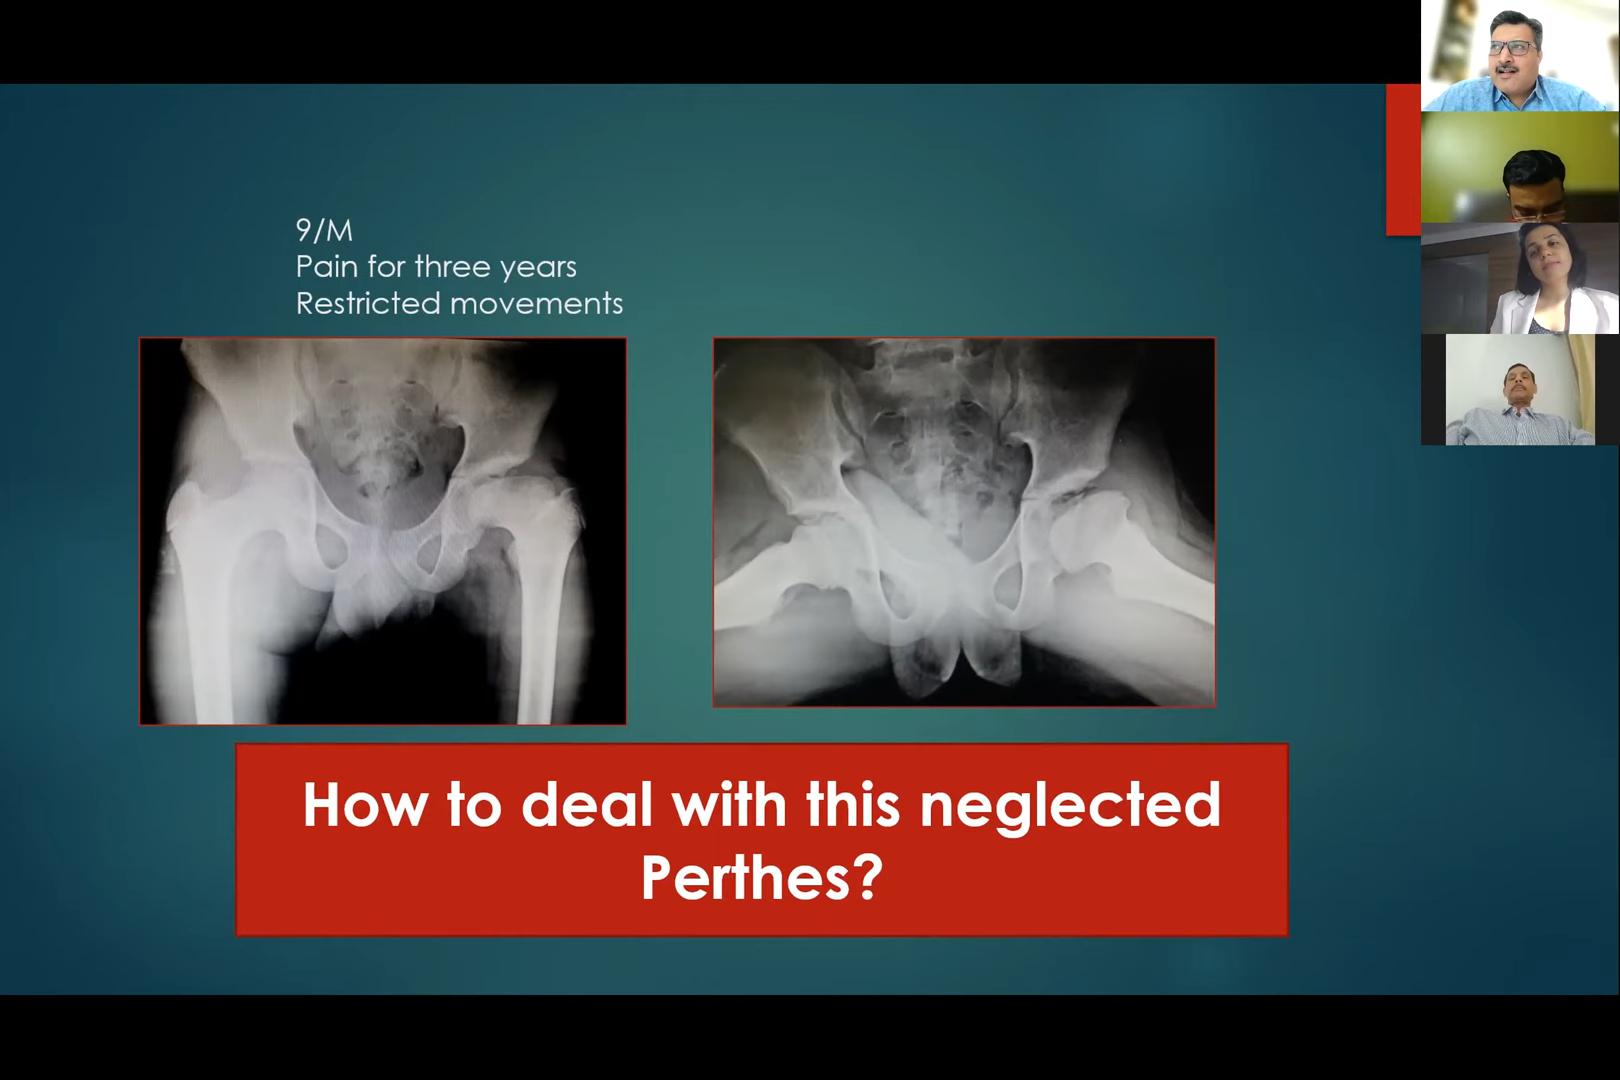 9/M
Pain for three years
Restricted movements
How to deal with this neglected
Perthes?